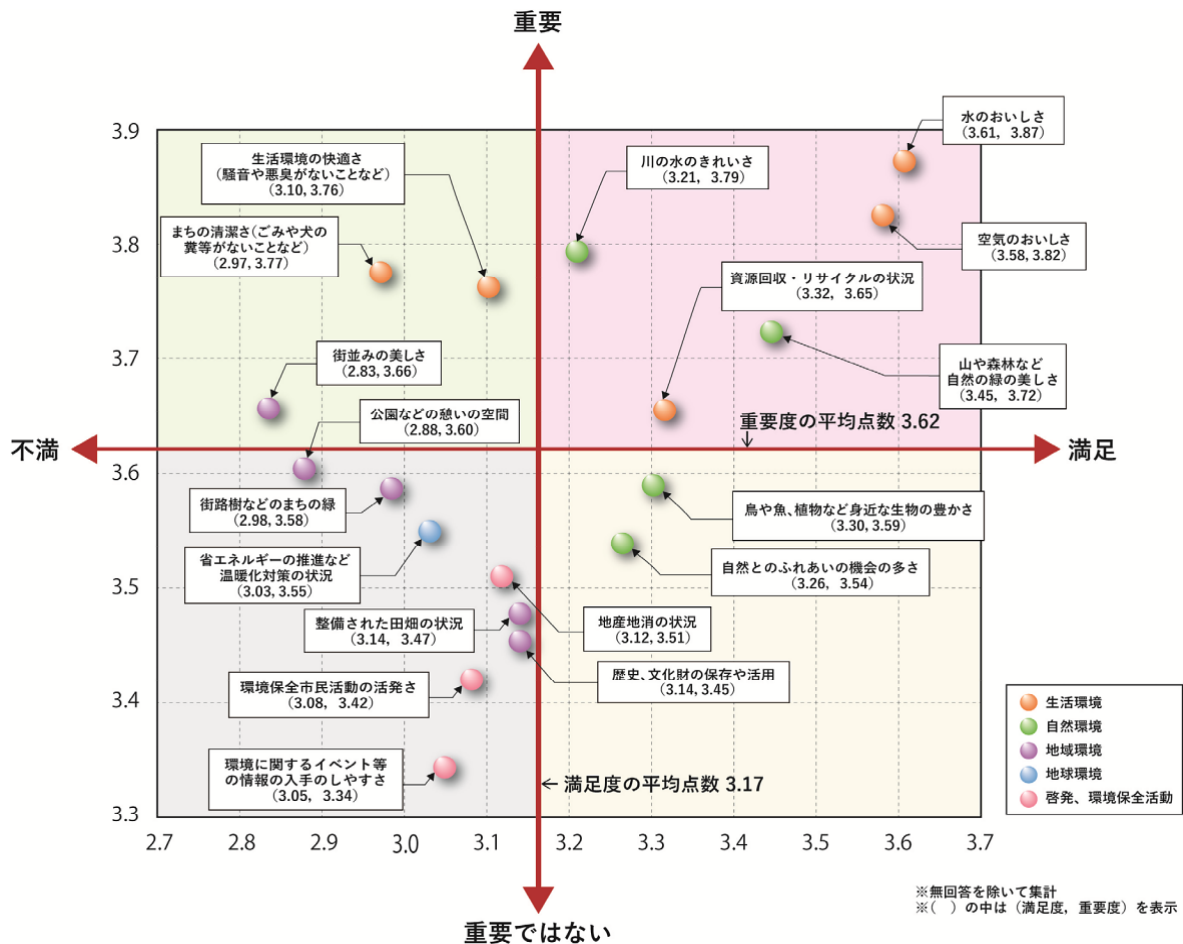 重要
水のおいしさ
(3.61, 3.87)
3.9
生活環境の快適さ
(騒音や悪臭がないことなど)
(3.10, 3.76)
川の水のきれいさ
(3.21, 3.79)
まちの清潔さ(ごみや犬の
糞等がないことなど)
(2.97, 3.77)
空気のおいしさ
(3.58, 3.82)
3.8
資源回収・リサイクルの状況
(3.32, 3.65)
街並みの美しさ
(2.83, 3.66)
山や森林など
自然の緑の美しさ
(3.45, 3.72)
3.7
公園などの憩いの空間
(2.88, 3.60)
重要度の平均点数 3.62
不満
満足
3.6
街路樹などのまちの緑
(2.98, 3.58)
鳥や魚、植物など身近な生物の豊かさ
(3.30, 3.59)
省エネルギーの推進など
温暖化対策の状況
(3.03, 3.55)
自然とのふれあいの機会の多さ
(3.26, 3.54)
3.5
整備された田畑の状況
(3.14, 3.47)
地産地消の状況
(3.12, 3.51)
環境保全市民活動の活発さ
(3.08, 3.42)
歴史、文化財の保存や活用
(3.14, 3.45)
3.4
環境に関するイベント等
の情報の入手のしやすさ
(3.05, 3.34)
満足度の平均点数 3.17
3.3
2.7 2.8 2.9 3.0 3.1 3.2 3.3 3.4 3.5 3.6 3.7
生活環境
自然環境
地域環境
地球環境
啓発、環境保全活動
重要ではない
※無回答を除いて集計
※( )の中は(満足度, 重要度)を表示